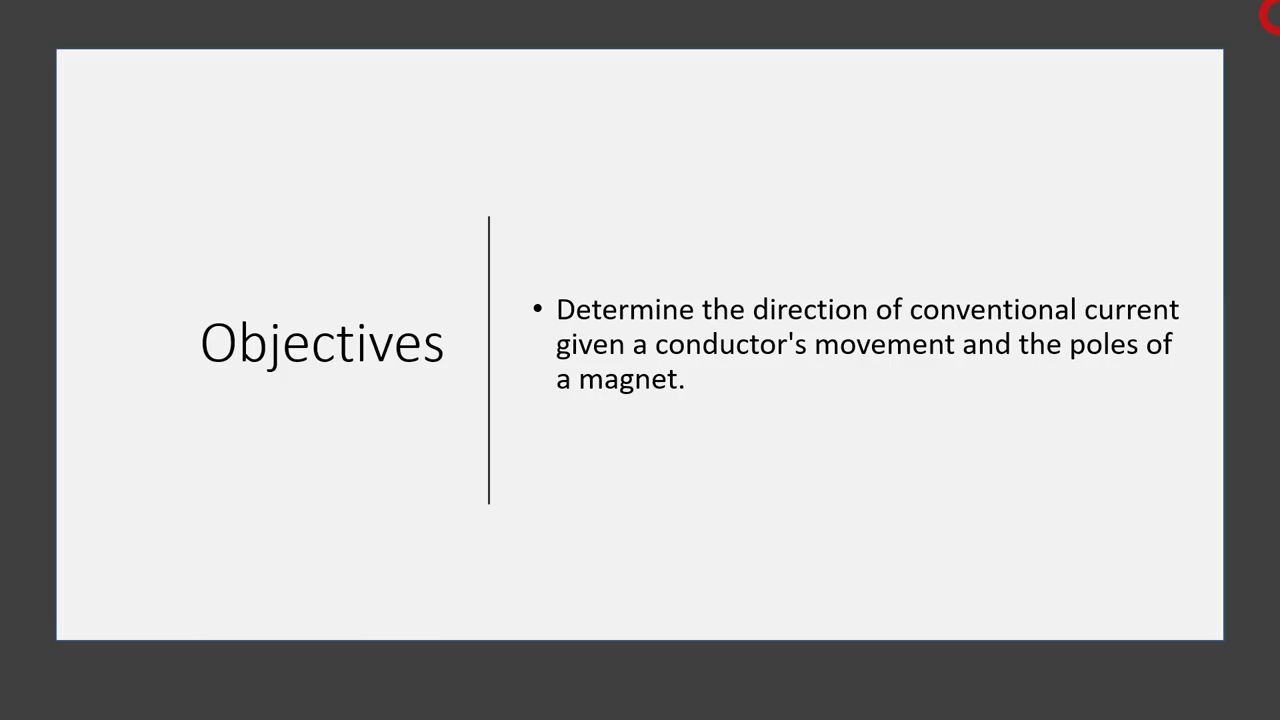 Objectives
• Determine the direction of conventional current
given a conductor's movement and the poles of
a magnet.